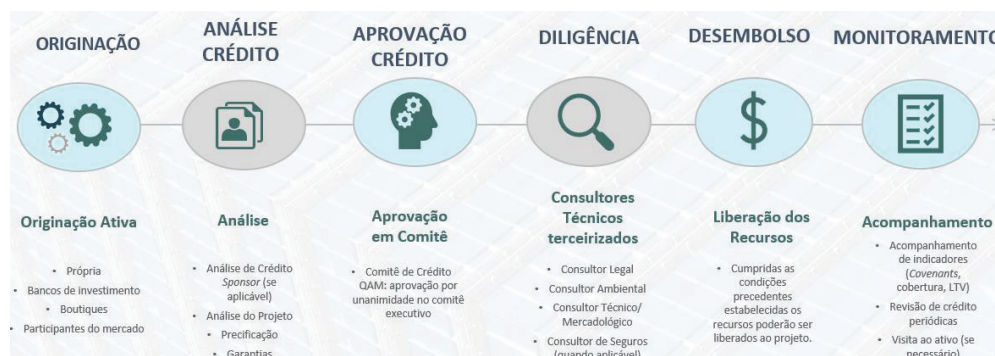 ORIGINAÇÃO
ANÁLISE
CRÉDITO
APROVAÇÃO
CRÉDITO
DILIGÊNCIA
DESEMBOLSO
MONITORAMENTO
$
Originação Ativa
• Própria
• Bancos de investimento
• Boutiques
• Participantes do mercado
Análise
• Análise de Crédito
Sponsor (se
aplicável)
• Análise do Projeto
• Precificação
• Garantias
Aprovação
em Comitê
• Comitê de Crédito
QAM: aprovação por
unanimidade no comitê
executivo
Consultores
Técnicos
terceirizados
• Consultor Legal
• Consultor Ambiental
• Consultor Técnico/
Mercadológico
• Consultor de Seguros
(quando aplicável)
Liberação dos
Recursos
• Cumpridas as
condições
precedentes
estabelecidas os
recursos poderão ser
liberados ao projeto.
Acompanhamento
• Acompanhamento
de indicadores
(Covenants,
cobertura, LTV)
• Revisão de crédito
periódicas
• Visita ao ativo (se
necessário)